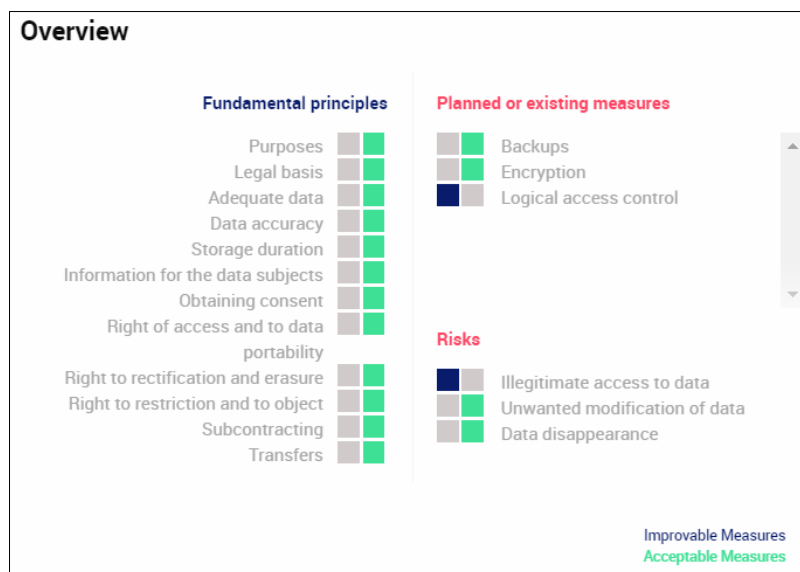 Overview
Fundamental principles
Purposes
Legal basis
Adequate data
Data accuracy
Storage duration
Information for the data subjects
Obtaining consent
Right of access and to data
portability
Right to rectification and erasure
Right to restriction and to object
Subcontracting
Transfers
Planned or existing measures
Backups
Encryption
Logical access control
Risks
Illegitimate access to data
Unwanted modification of data
Data disappearance
Improvable Measures
Acceptable Measures